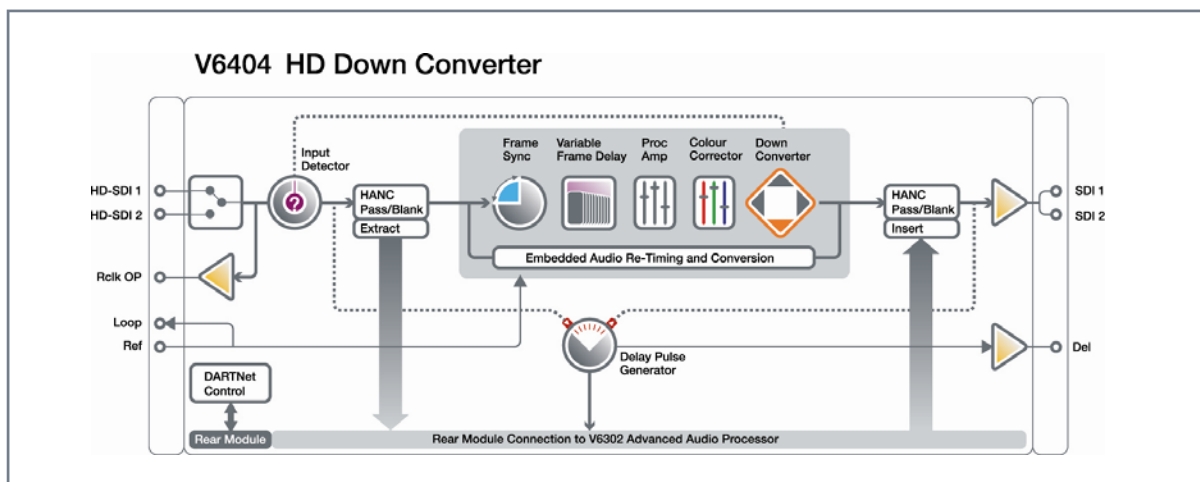 V6404 HD Down Converter
Input
Detector
Frame
Sync
Variable
Frame Delay
Proc
Amp
Colour
Corrector
Down
Converter
HD-SDI 1
HD-SDI 2
?
HANC
Pass/Blank
Extract
HANC
Pass/Blank
Insert
SDI 1
SDI 2
Embedded Audio Re-Timing and Conversion
Rclk OP
Loop
Ref
Delay Pulse
Generator
Del
DARTNet
Control
Rear Module
Rear Module Connection to V6302 Advanced Audio Processor